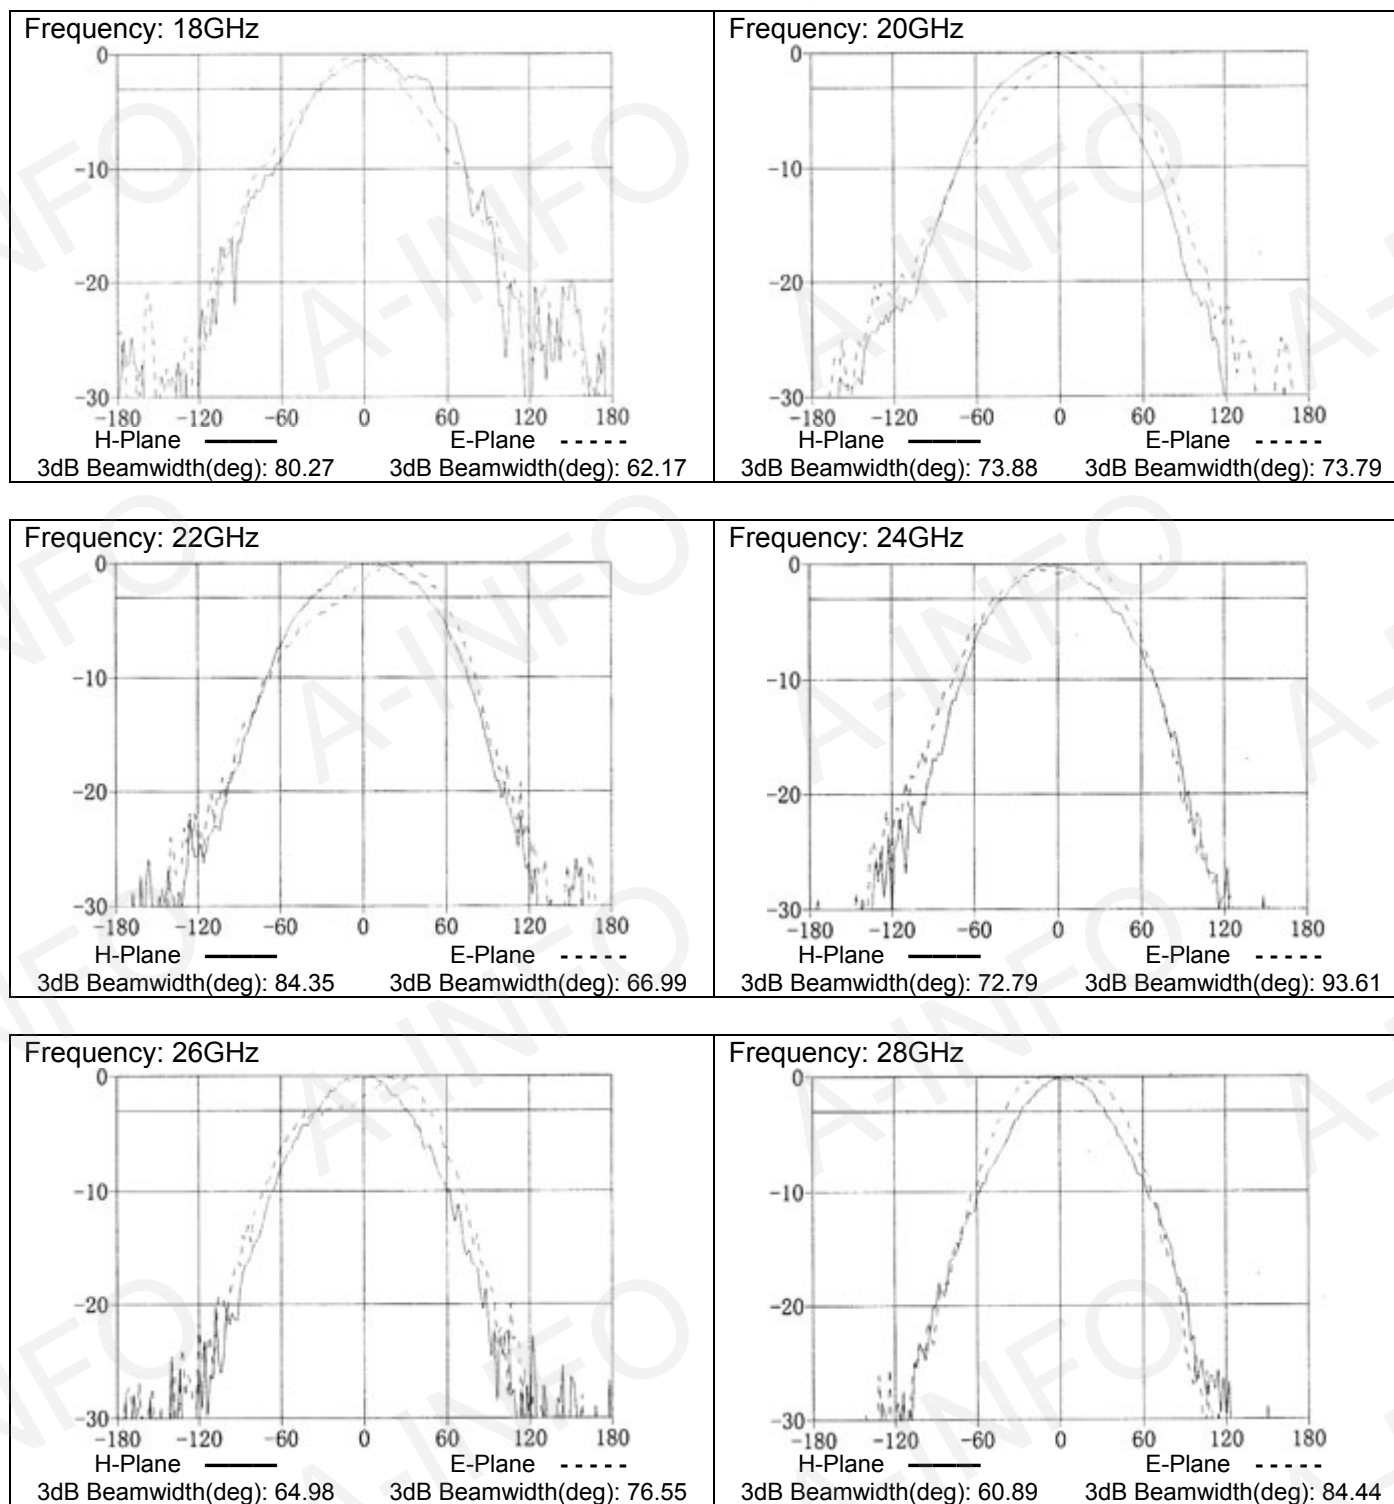 Frequency: 18GHz
0
-10
-20
-30
-180 -120 -60 0 60 120 180
H-Plane E-Plane
3dB Beamwidth(deg): 80.27 3dB Beamwidth(deg): 62.17
Frequency: 20GHz
0
-10
-20
-30
-180 -120 -60 0 60 120 180
H-Plane E-Plane
3dB Beamwidth(deg): 73.88 3dB Beamwidth(deg): 73.79
Frequency: 22GHz
0
-10
-20
-30
-180 -120 -60 0 60 120 180
H-Plane E-Plane
3dB Beamwidth(deg): 84.35 3dB Beamwidth(deg): 66.99
Frequency: 24GHz
0
-10
-20
-30
-180 -120 -60 0 60 120 180
H-Plane E-Plane
3dB Beamwidth(deg): 72.79 3dB Beamwidth(deg): 93.61
Frequency: 26GHz
0
-10
-20
-30
-180 -120 -60 0 60 120 180
H-Plane E-Plane
3dB Beamwidth(deg): 64.98 3dB Beamwidth(deg): 76.55
Frequency: 28GHz
0
-10
-20
-30
-180 -120 -60 0 60 120 180
H-Plane E-Plane
3dB Beamwidth(deg): 60.89 3dB Beamwidth(deg): 84.44
A-INFO